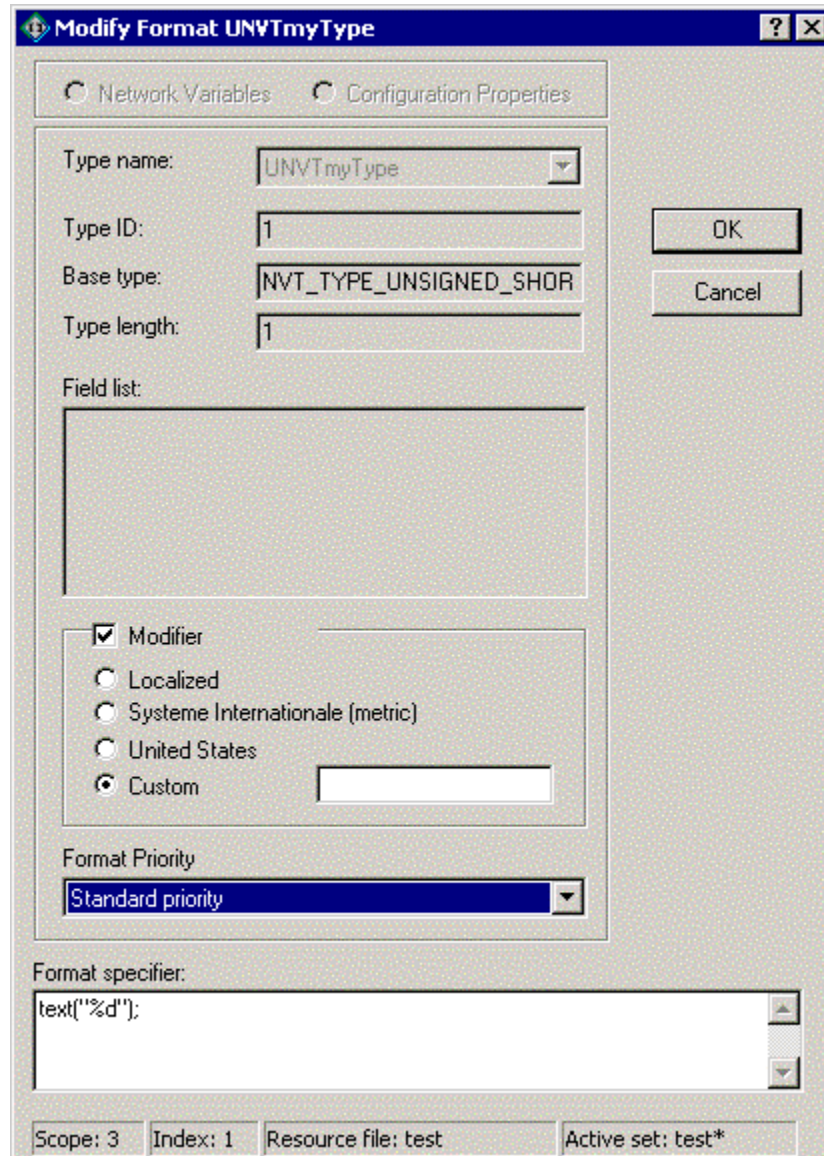 Modify Format UNVTmyType
Network Variables Configuration Properties
Type name: UNVTmyType
Type ID: 1
OK
Base type: NVT_TYPE_UNSIGNED_SHOR
Cancel
Type length: 1
Field list:
Modifier
Localized
Systeme Internationale (metric)
United States
Custom
Format Priority
Standard priority
Format specifier:
text("%d");
Scope: 3 Index: 1 Resource file: test Active set: test*